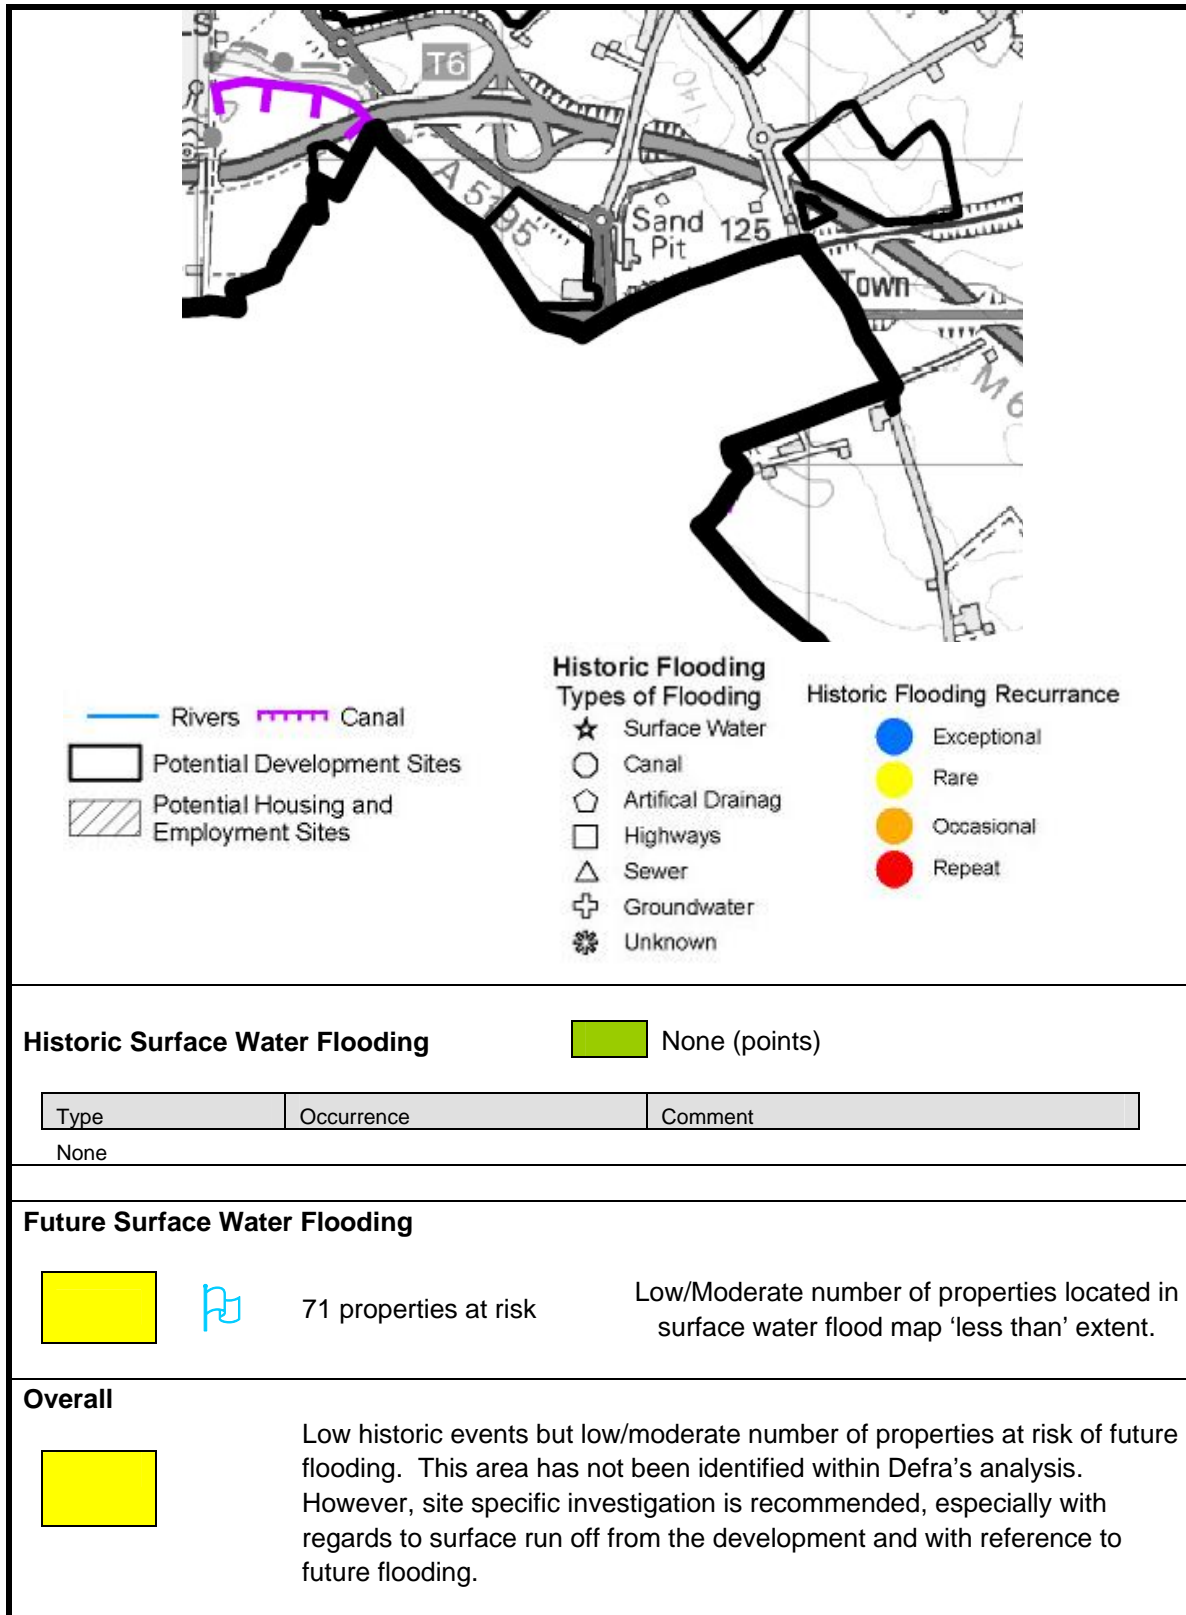 S
T6
140
A 5195
Sand
Pit
125
Town
M 6
Historic Flooding
Types of Flooding
Historic Flooding Recurrance
Rivers
Canal
Potential Development Sites
Potential Housing and
Employment Sites
Surface Water
Canal
Artifical Drainag
Highways
Sewer
Groundwater
Unknown
Exceptional
Rare
Occasional
Repeat
Historic Surface Water Flooding None (points)
Type Occurrence Comment
None
Future Surface Water Flooding
71 properties at risk
Low/Moderate number of properties located in
surface water flood map ‘less than’ extent.
Overall
Low historic events but low/moderate number of properties at risk of future
flooding. This area has not been identified within Defra’s analysis.
However, site specific investigation is recommended, especially with
regards to surface run off from the development and with reference to
future flooding.